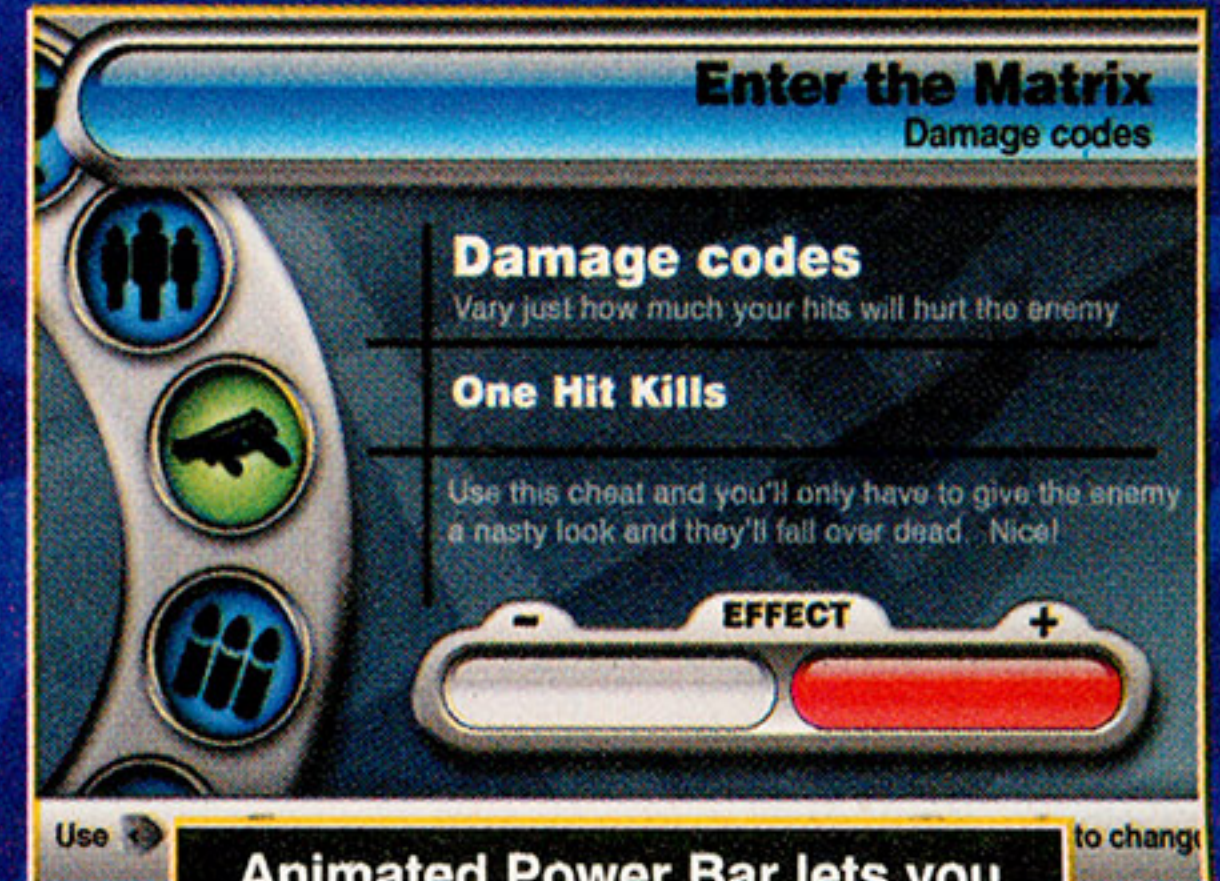 Enter the Matrix
Damage codes
Damage codes
Vary just how much your hits will hurt the enemy
One Hit Kills
Use this cheat and you'll only have to give the enemy
a nasty look and they'll fall over dead. Nice!
- EFFECT +
Use
to change
Animated Power Bar lets you